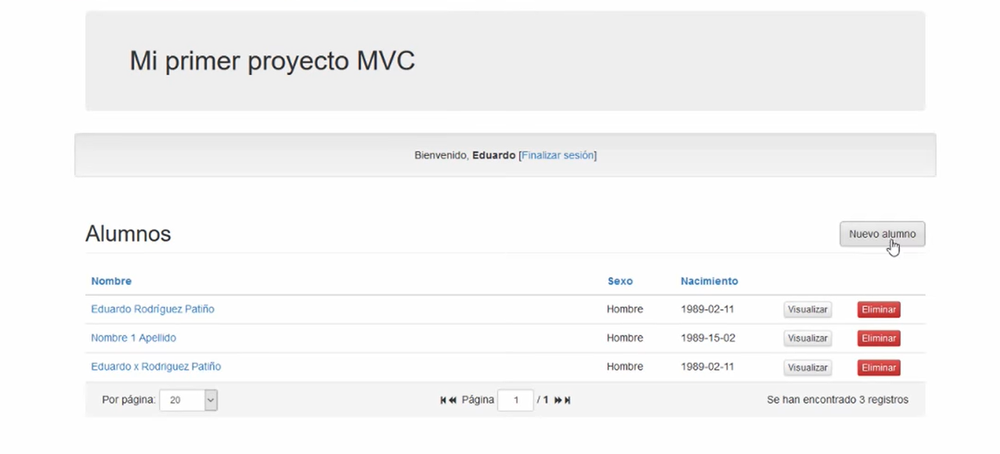 Mi primer proyecto MVC
Bienvenido, Eduardo [Finalizar sesión]
Alumnos Nuevo alumno
Nombre Sexo Nacimiento
Eduardo Rodríguez Patiño Hombre 1989-02-11 Visualizar Eliminar
Nombre 1 Apellido Hombre 1989-15-02 Visualizar Eliminar
Eduardo x Rodriguez Patiño Hombre 1989-02-11 Visualizar Eliminar
Por página: 20 Página 1 / 1 Se han encontrado 3 registros